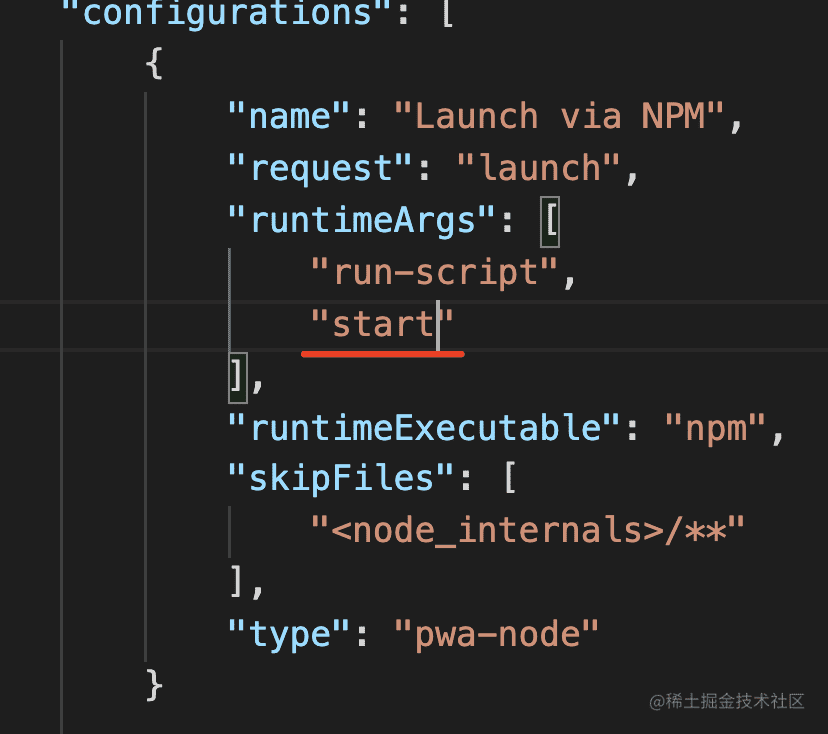 "configurations": [
{
"name": "Launch via NPM",
"request": "launch",
"runtimeArgs": [
"run-script",
"start"
],
"runtimeExecutable": "npm",
"skipFiles": [
"<node_internals>/**"
],
"type": "pwa-node"
}
@稀土掘金技术社区